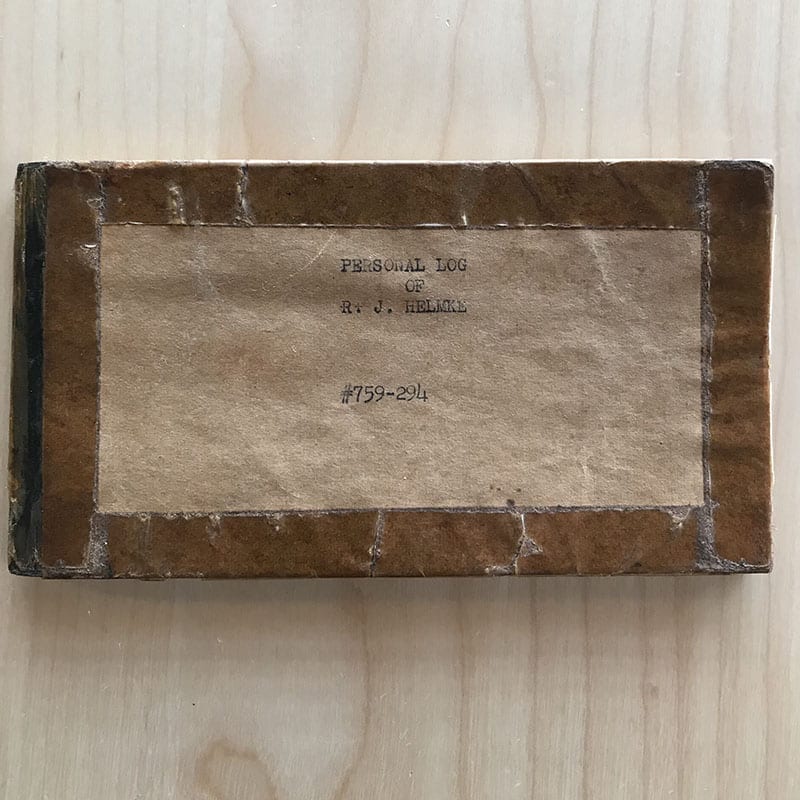 PERSONAL LOG
OF
R. J. HELMKE
#759-294